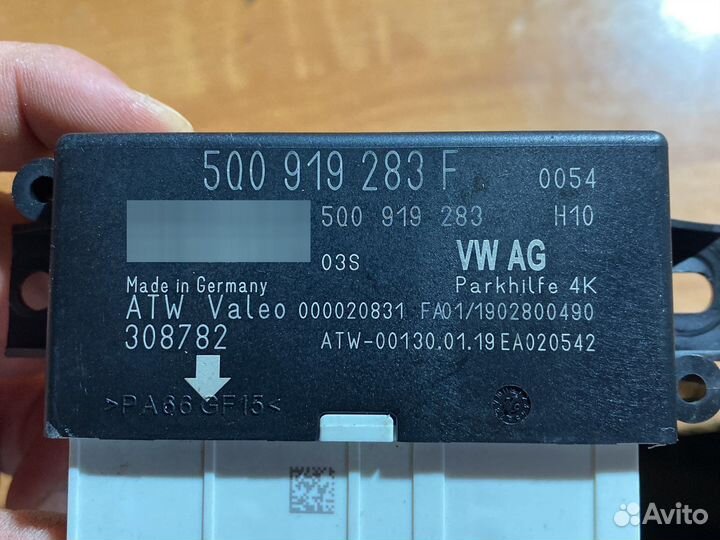 5Q0 919 283 F 0054
5Q0 919 283 H10
03S VW AG
Made in Germany Parkhilfe 4K
ATW Valeo 000020831 FA01/1902800490
308782 ATW-00130.01.19 EA020542
>PA66 GF15<
Avito